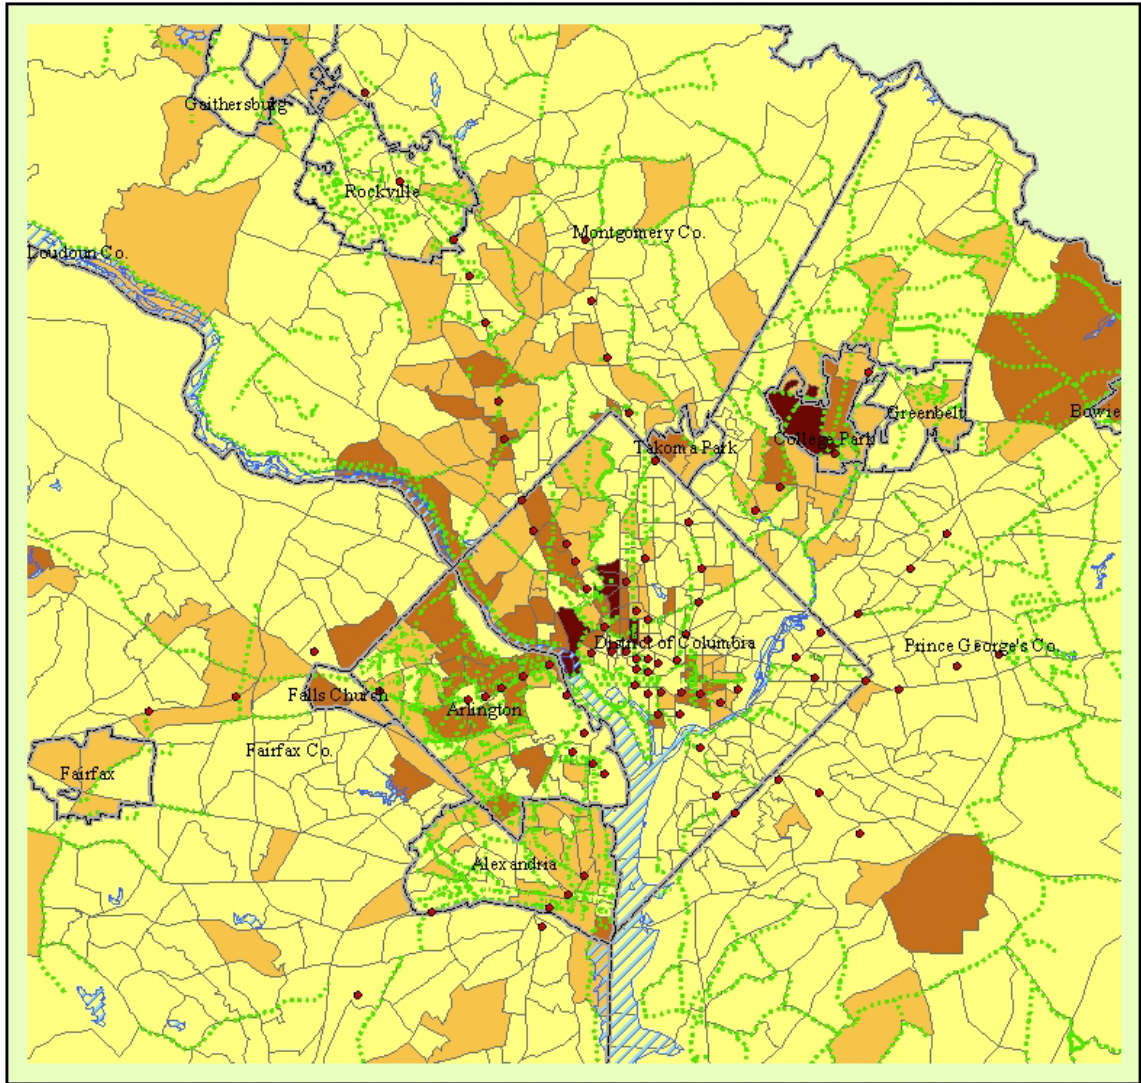 Gaithersburg
Rockville
Montgomery Co.
Loudoun Co.
Greenbelt
Bowie
College Park
Takoma Park
District of Columbia
Prince George's Co.
Falls Church
Arlington
Fairfax Co.
Fairfax
Alexandria